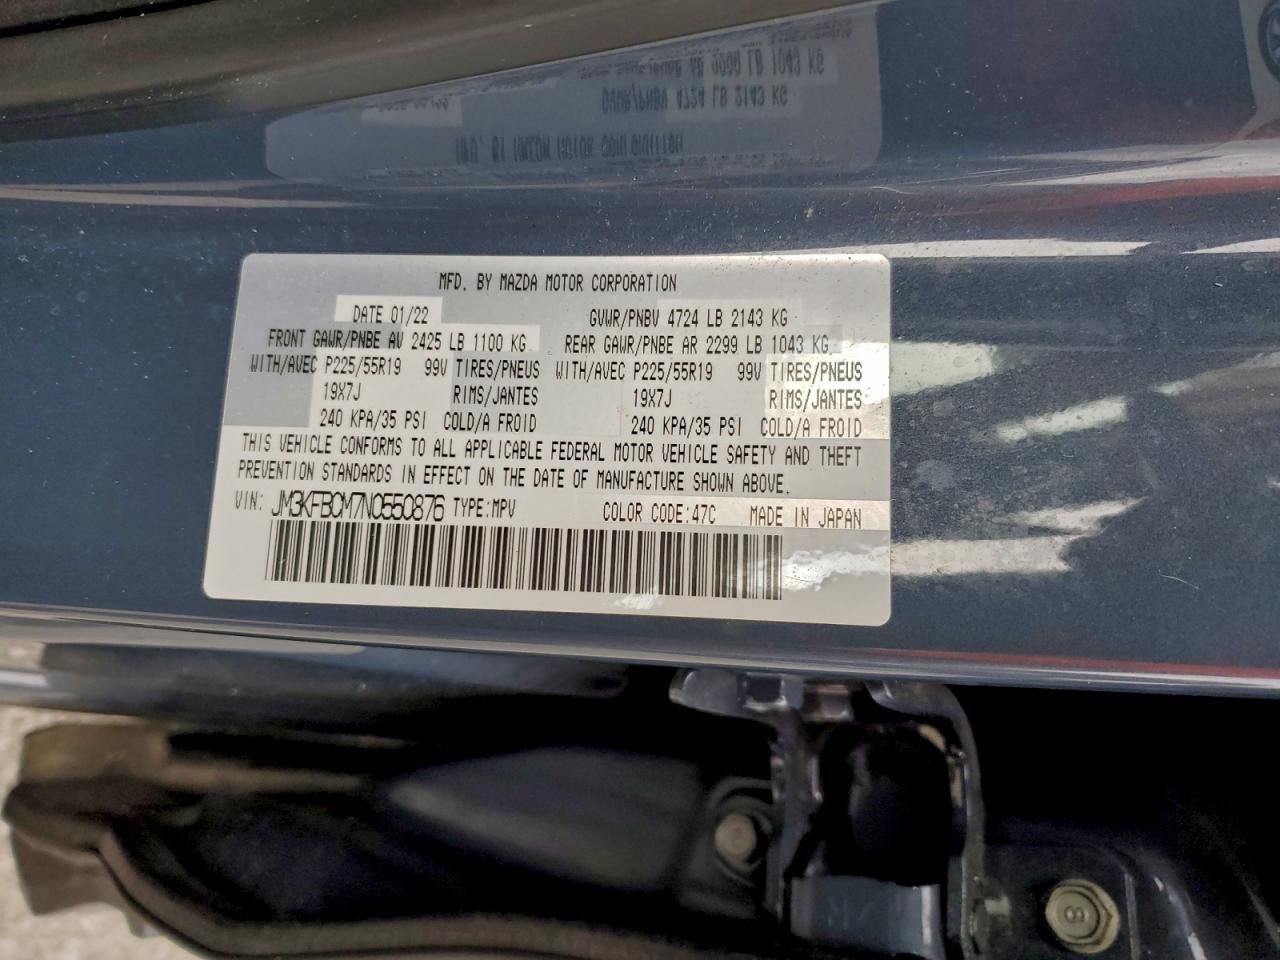 MFD. BY MAZDA MOTOR CORPORATION
DATE 01/22 GVWR/PNBV 4724 LB 2143 KG
FRONT GAWR/PNBE AV 2425 LB 1100 KG REAR GAWR/PNBE AR 2299 LB 1043 KG
WITH/AVEC P225/55R19 99V TIRES/PNEUS WITH/AVEC P225/55R19 99V TIRES/PNEUS
19X7J RIMS/JANTES 19X7J RIMS/JANTES
240 KPA/35 PSI COLD/A FROID 240 KPA/35 PSI COLD/A FROID
THIS VEHICLE CONFORMS TO ALL APPLICABLE FEDERAL MOTOR VEHICLE SAFETY AND THEFT
PREVENTION STANDARDS IN EFFECT ON THE DATE OF MANUFACTURE SHOWN ABOVE.
VIN: JM3KFBCM7N0550876 TYPE:MPV COLOR CODE:47C MADE IN JAPAN
8